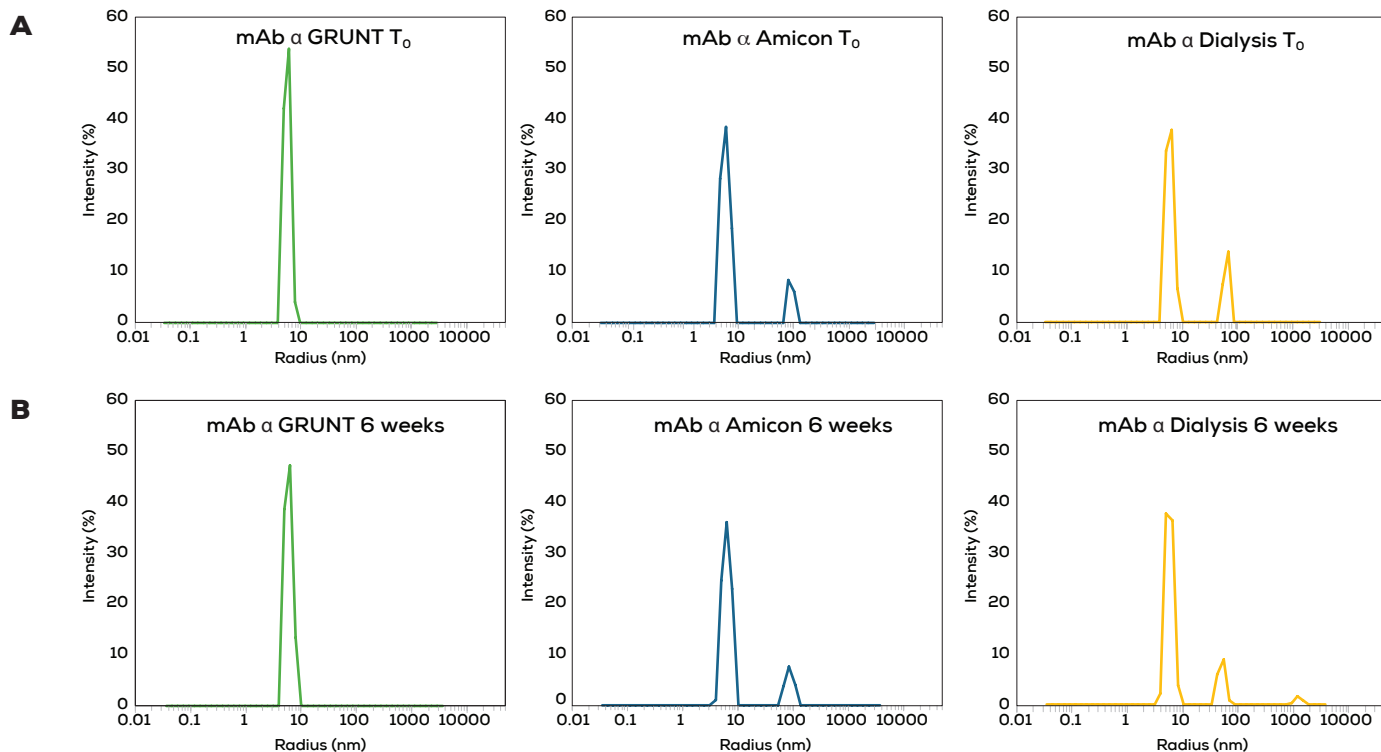 A
mAb α GRUNT T₀
60
50
40
30
20
10
0
Intensity (%)
0.01 0.1 1 10 100 1000 10000
Radius (nm)
mAb α Amicon T₀
60
50
40
30
20
10
0
Intensity (%)
0.01 0.1 1 10 100 1000 10000
Radius (nm)
mAb α Dialysis T₀
60
50
40
30
20
10
0
Intensity (%)
0.01 0.1 1 10 100 1000 10000
Radius (nm)
B
mAb α GRUNT 6 weeks
60
50
40
30
20
10
0
Intensity (%)
0.01 0.1 1 10 100 1000 10000
Radius (nm)
mAb α Amicon 6 weeks
60
50
40
30
20
10
0
Intensity (%)
0.01 0.1 1 10 100 1000 10000
Radius (nm)
mAb α Dialysis 6 weeks
60
50
40
30
20
10
0
Intensity (%)
0.01 0.1 1 10 100 1000 10000
Radius (nm)